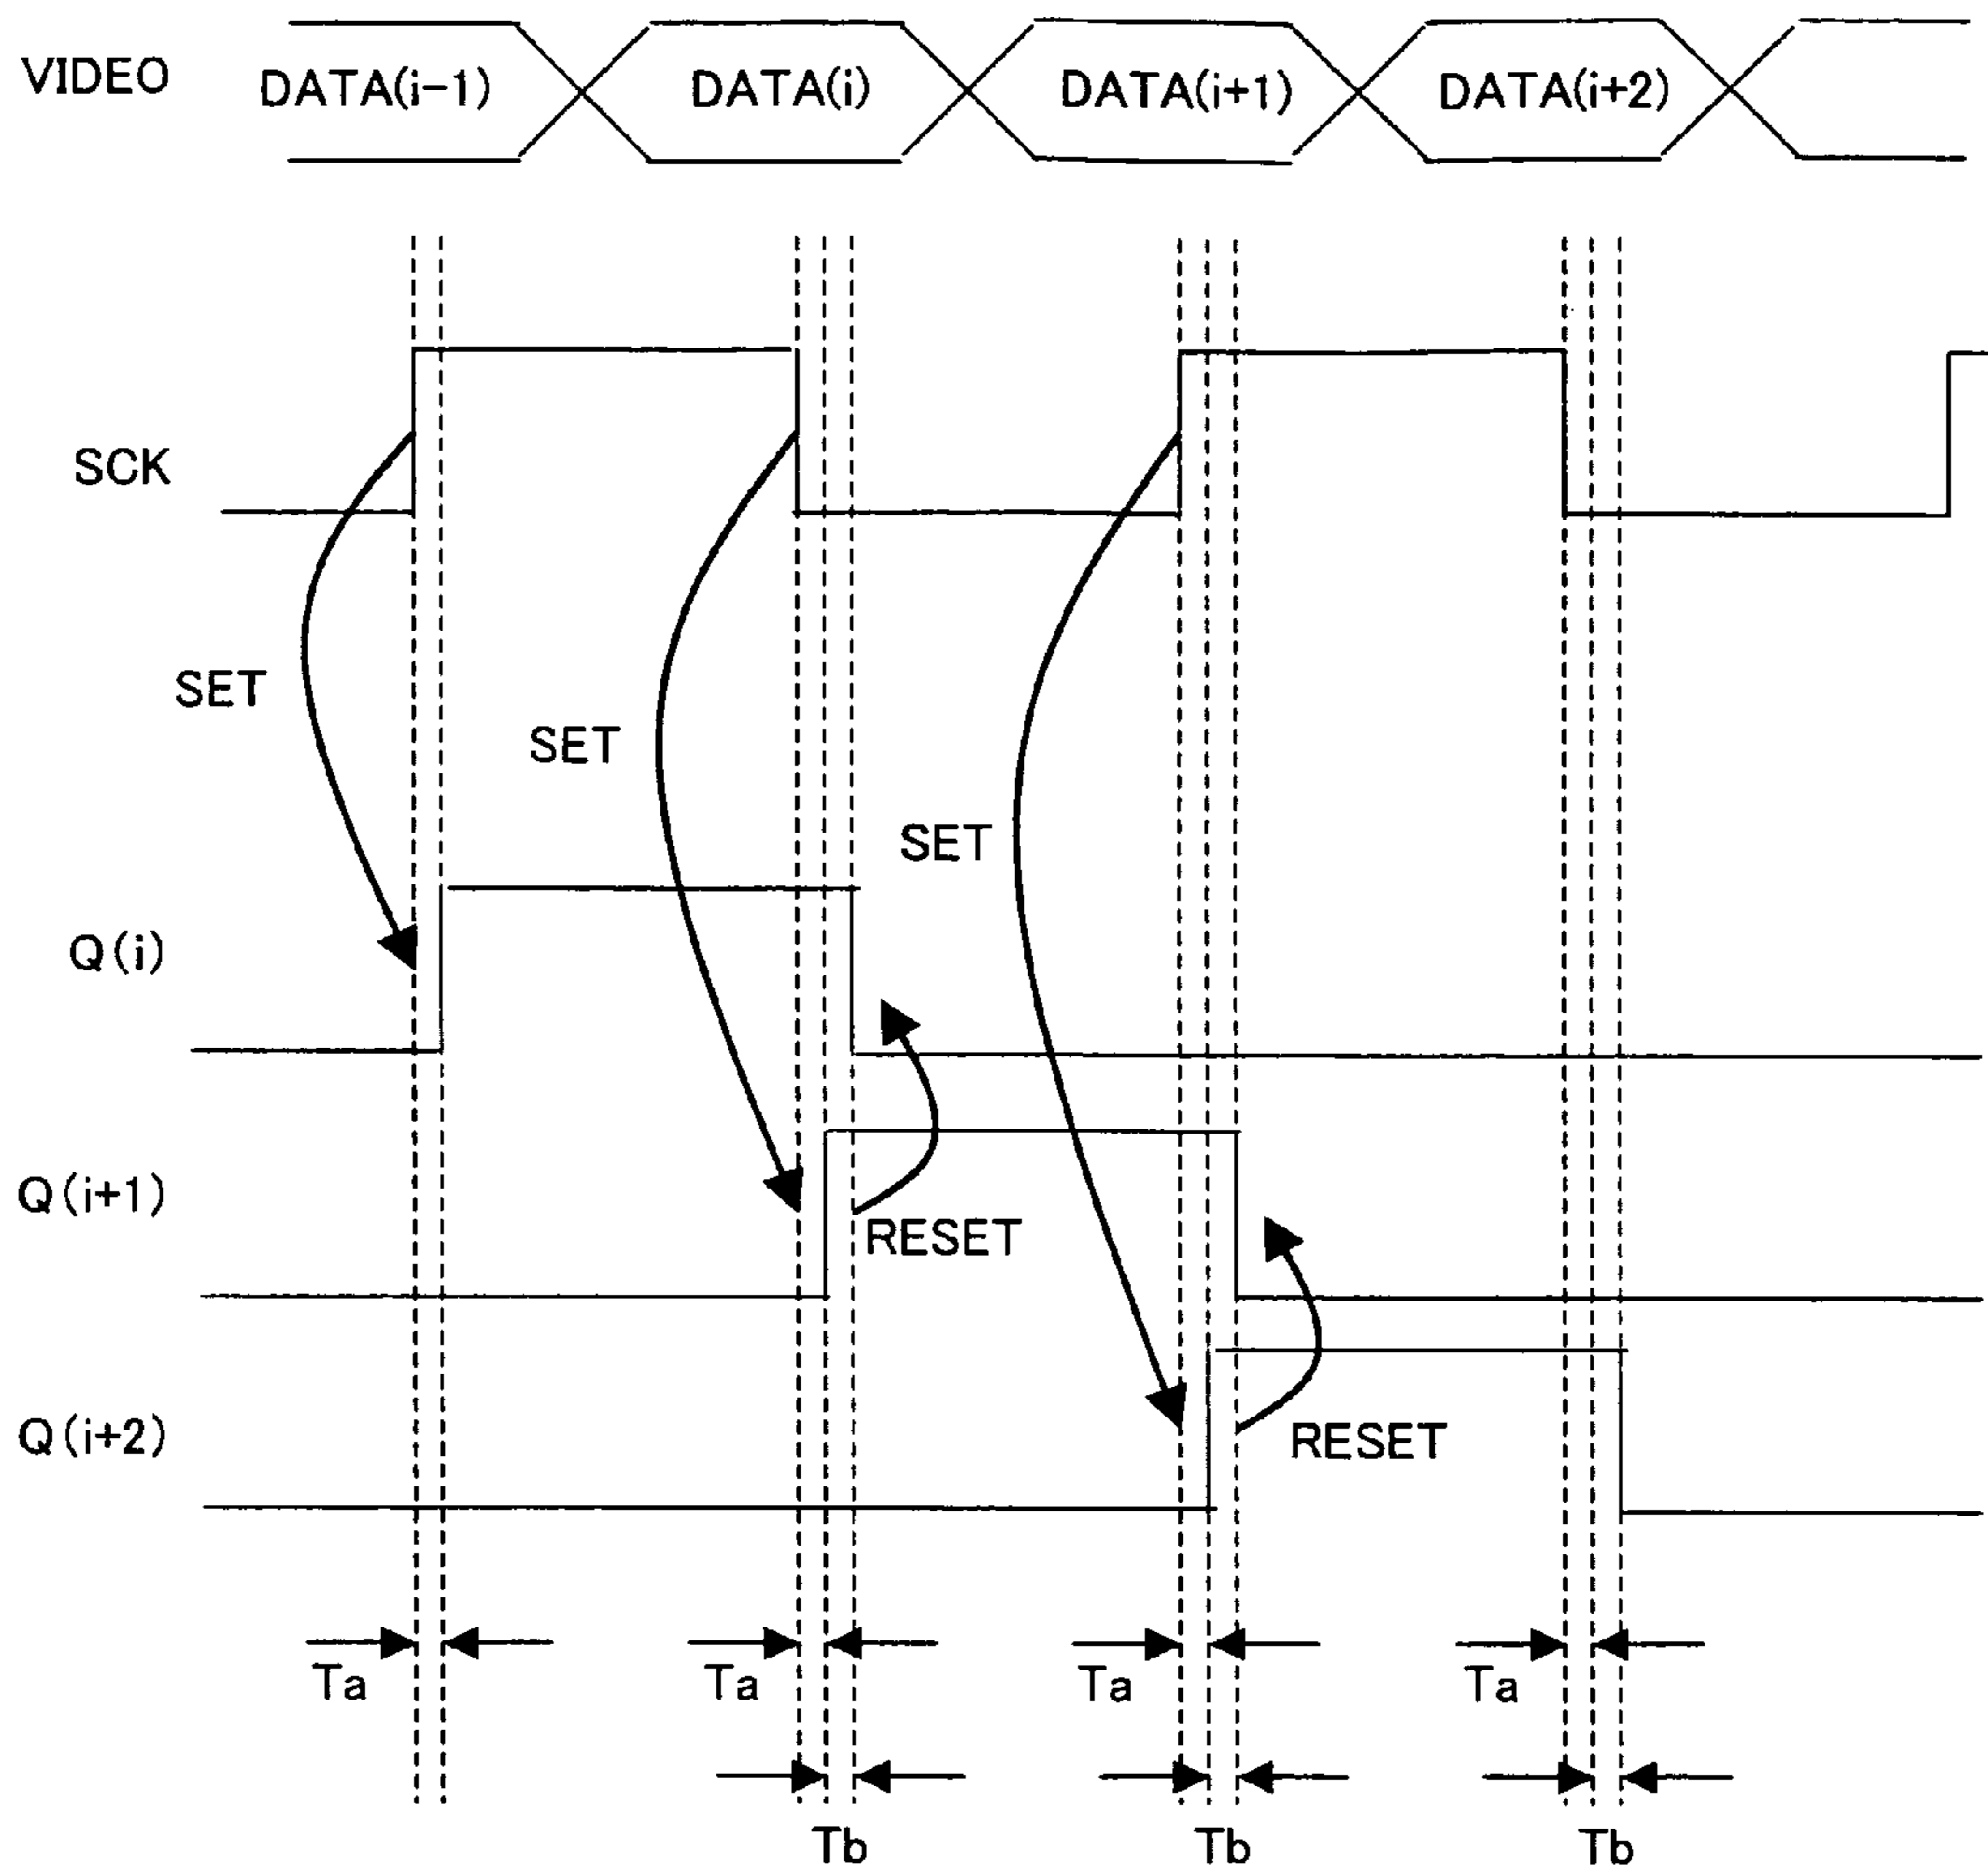 VIDEO DATA(i-1) DATA(i) DATA(i+1) DATA(i+2)
SCK
SET
SET
SET
Q(i)
Q(i+1)
RESET
Q(i+2)
RESET
Ta Ta Ta Ta
Tb Tb Tb